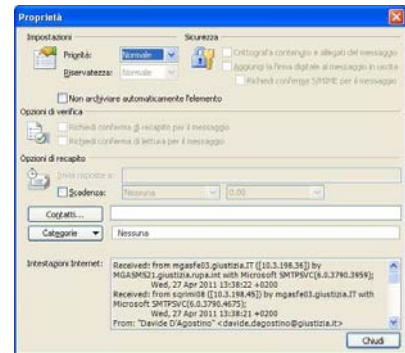 Proprietà
Impostazioni
Sicurezza
Priorità: Normale
Riservatezza: Normale
Crittografa contenuto e allegati del messaggio
Aggiungi la firma digitale al messaggio in uscita
Richiedi conferma S/MIME per il messaggio
Non archiviare automaticamente l'elemento
Opzioni di verifica
Richiedi conferma di recapito per il messaggio
Richiedi conferma di lettura per il messaggio
Opzioni di recapito
Invia risposte a:
Scadenza: Nessuna 0.00
Contatti...
Categorie Nessuna
Intestazioni Internet:
Received: from mgasfe03.giustizia.IT ([10.3.198.36]) by
MGASMS21.giustizia.rupa.int with Microsoft SMTPSVC(6.0.3790.3959);
Wed, 27 Apr 2011 13:38:22 +0200
Received: from sqrimi08 ([10.3.198.45]) by mgasfe03.giustizia.IT with
Microsoft SMTPSVC(6.0.3790.4675);
Wed, 27 Apr 2011 13:38:21 +0200
From: "Davide D'Agostino" <davide.dagostino@giustizia.it>
Chiudi